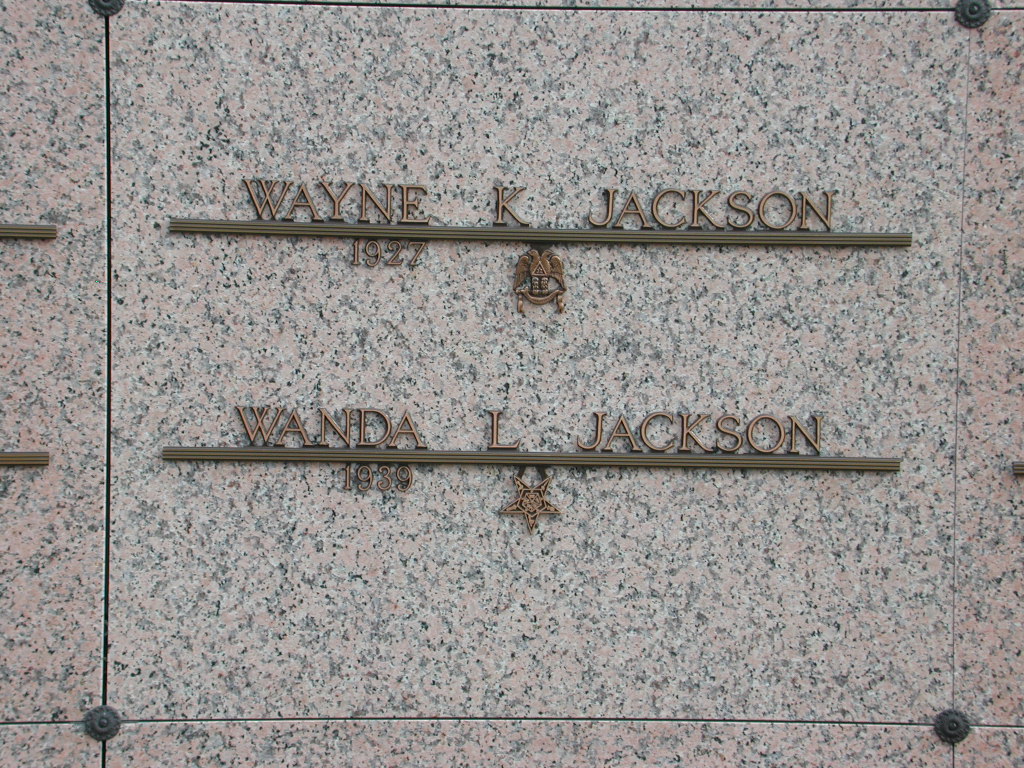 WAYNE K JACKSON
1927
WANDA L JACKSON
1939